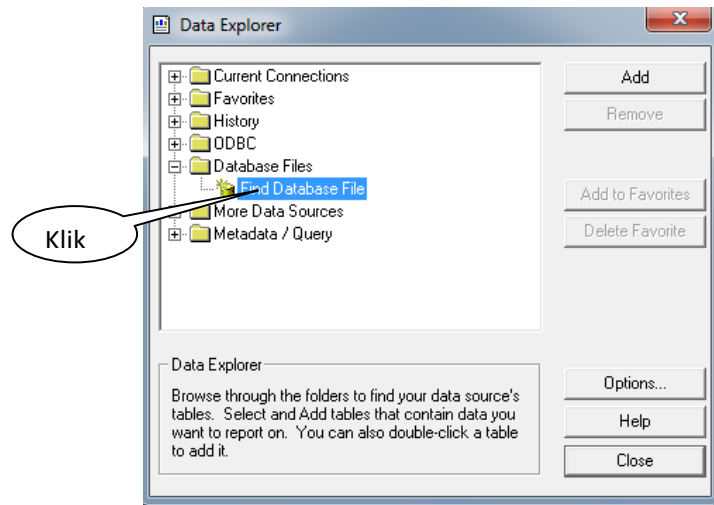 Data Explorer
Current Connections
Favorites
History
ODBC
Database Files
Find Database File
More Data Sources
Metadata / Query
Klik
Add
Remove
Add to Favorites
Delete Favorite
Data Explorer
Browse through the folders to find your data source's
tables. Select and Add tables that contain data you
want to report on. You can also double-click a table
to add it.
Options...
Help
Close